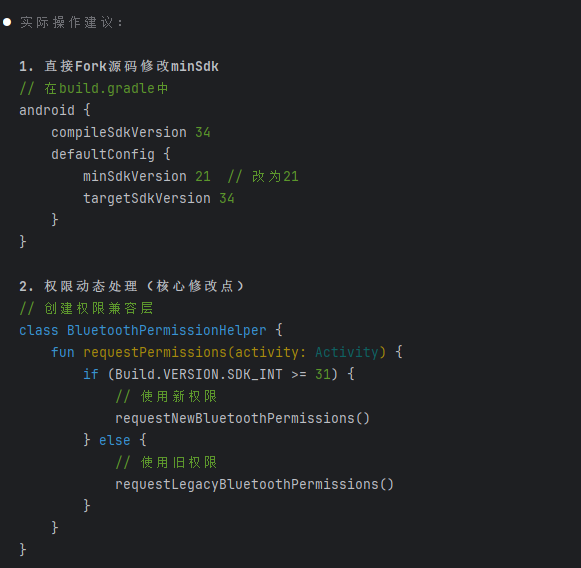 ● 实际操作建议：
1. 直接Fork源码修改minSdk
// 在build.gradle中
android {
    compileSdkVersion 34
    defaultConfig {
        minSdkVersion 21  // 改为21
        targetSdkVersion 34
    }
}
2. 权限动态处理（核心修改点）
// 创建权限兼容层
class BluetoothPermissionHelper {
    fun requestPermissions(activity: Activity) {
        if (Build.VERSION.SDK_INT >= 31) {
            // 使用新权限
            requestNewBluetoothPermissions()
        } else {
            // 使用旧权限
            requestLegacyBluetoothPermissions()
        }
    }
}